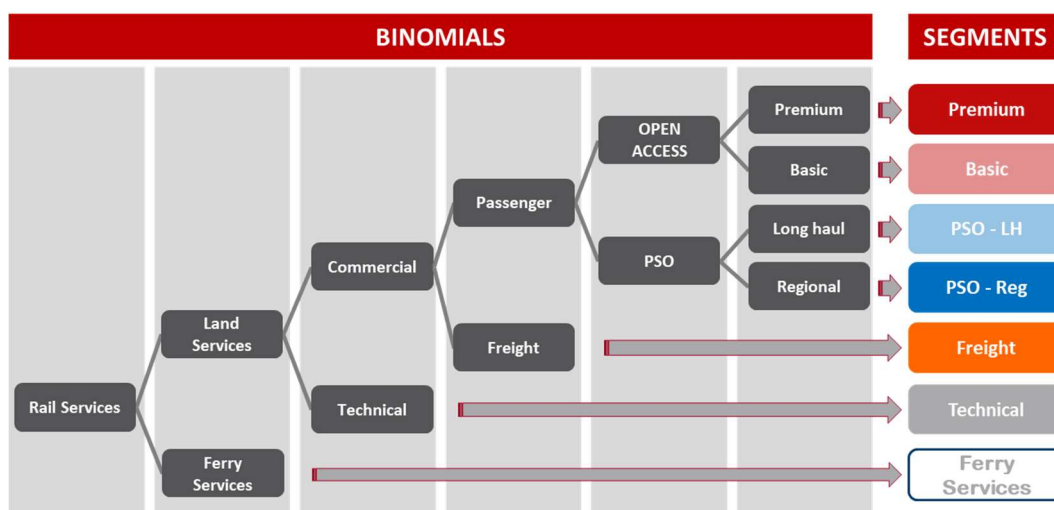 BINOMIALS
SEGMENTS
Rail Services
Land
Services
Ferry
Services
Commercial
Technical
Passenger
Freight
OPEN
ACCESS
PSO
Premium
Basic
Long haul
Regional
Premium
Basic
PSO - LH
PSO - Reg
Freight
Technical
Ferry
Services